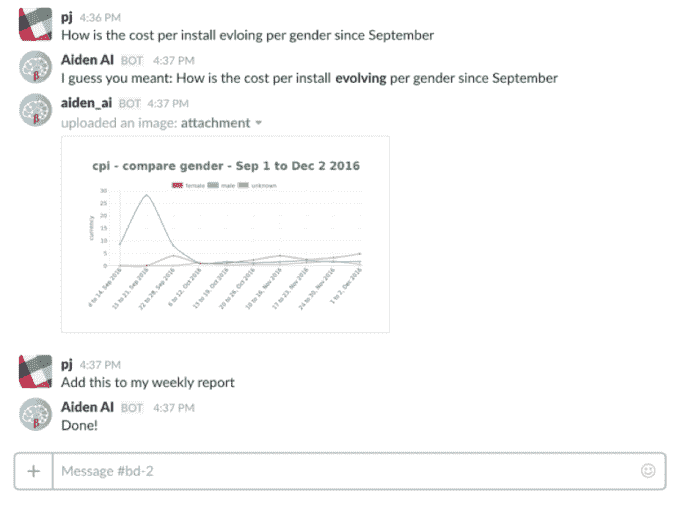 pj 4:36 PM
How is the cost per install evloing per gender since September
Aiden AI BOT 4:37 PM
I guess you meant: How is the cost per install evolving per gender since September
aiden_ai BOT 4:37 PM
uploaded an image: attachment
cpi - compare gender - Sep 1 to Dec 2 2016
female male unknown
currency
30
25
20
15
10
5
0
15 to 21, Sep 2016
22 to 28, Sep 2016
6 to 12, Oct 2016
13 to 19, Oct 2016
20 to 26, Oct 2016
10 to 16, Nov 2016
17 to 23, Nov 2016
24 to 30, Nov 2016
1 to 2, Dec 2016
pj 4:37 PM
Add this to my weekly report
Aiden AI BOT 4:37 PM
Done!
+ Message #bd-2